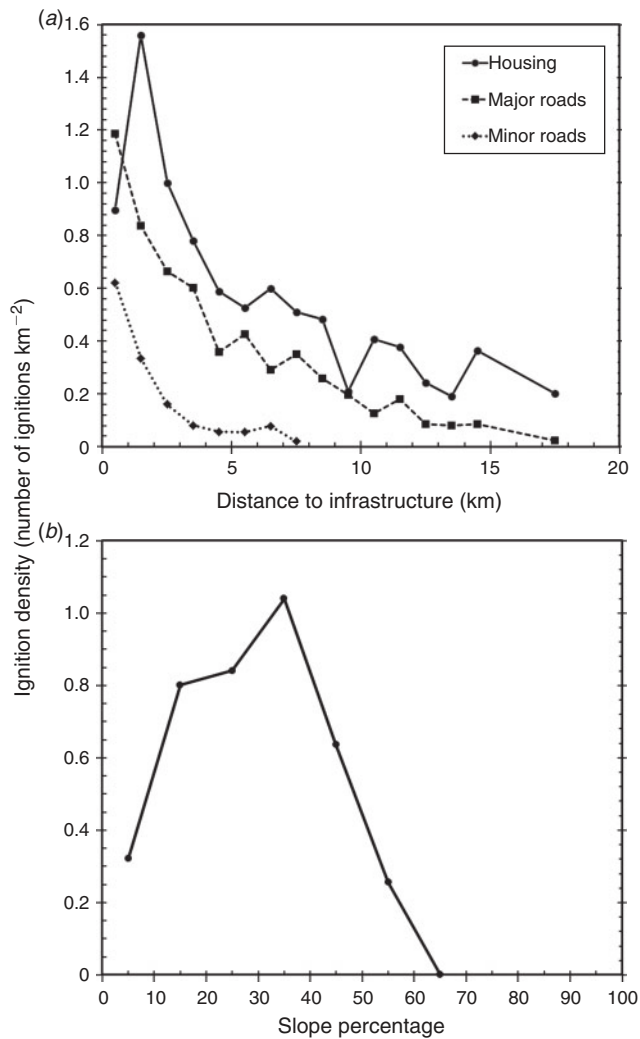 (a)
1.6
1.4
1.2
1.0
0.8
0.6
0.4
0.2
0
Housing
Major roads
Minor roads
0 5 10 15 20
Distance to infrastructure (km)
Ignition density (number of ignitions km−2)
(b)
1.2
1.0
0.8
0.6
0.4
0.2
0
0 10 20 30 40 50 60 70 80 90 100
Slope percentage